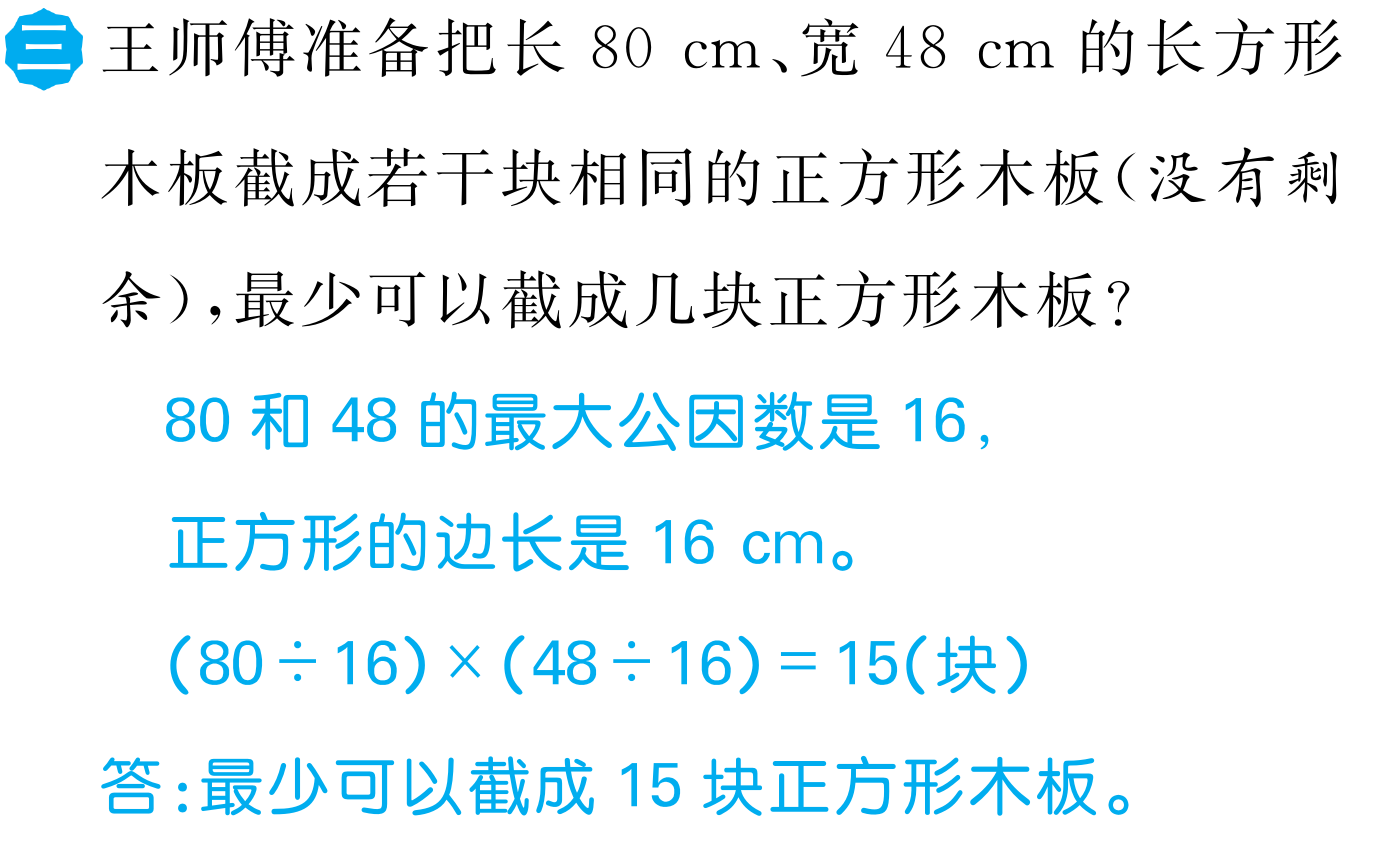 三 王师傅准备把长 80 cm、宽 48 cm 的长方形
木板截成若干块相同的正方形木板(没有剩
余),最少可以截成几块正方形木板?
80 和 48 的最大公因数是 16,
正方形的边长是 16 cm。
(80÷16)×(48÷16)=15(块)
答:最少可以截成 15 块正方形木板。